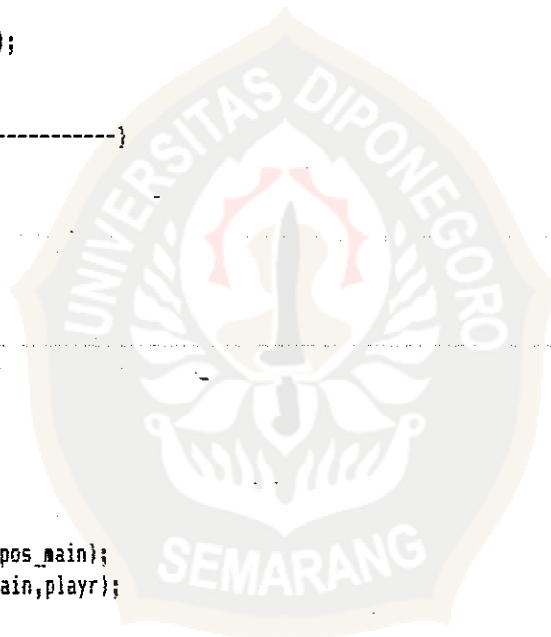 );
----------}
UNIVERSITAS DIPONEGORO
pos_main);
ain,playr);
SEMARANG